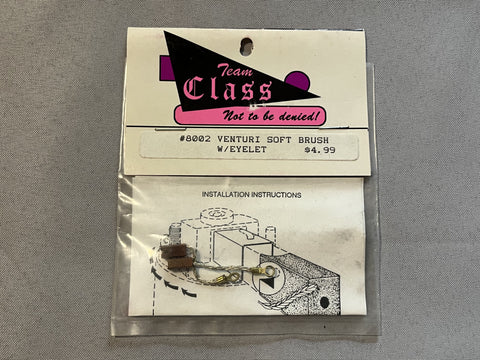 Team
Class
Not to be denied!
#8002 VENTURI SOFT BRUSH
W/EYELET $4.99
INSTALLATION INSTRUCTIONS